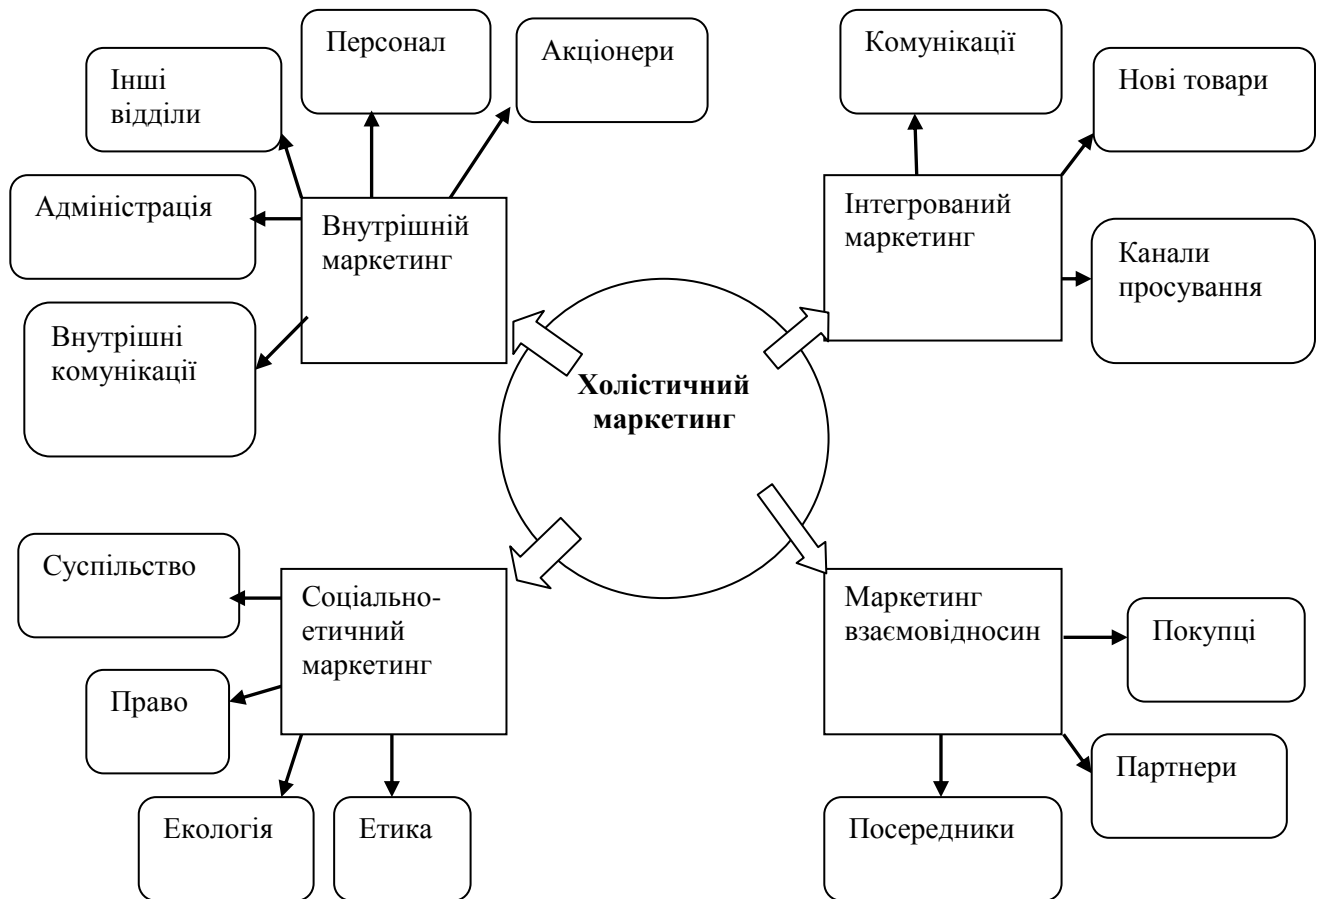 Персонал
Акціонери
Інші
відділи
Адміністрація
Внутрішній
маркетинг
Внутрішні
комунікації
Комунікації
Нові товари
Інтегрований
маркетинг
Канали
просування
Холістичний
маркетинг
Суспільство
Соціально-
етичний
маркетинг
Право
Екологія
Етика
Маркетинг
взаємовідносин
Покупці
Партнери
Посередники